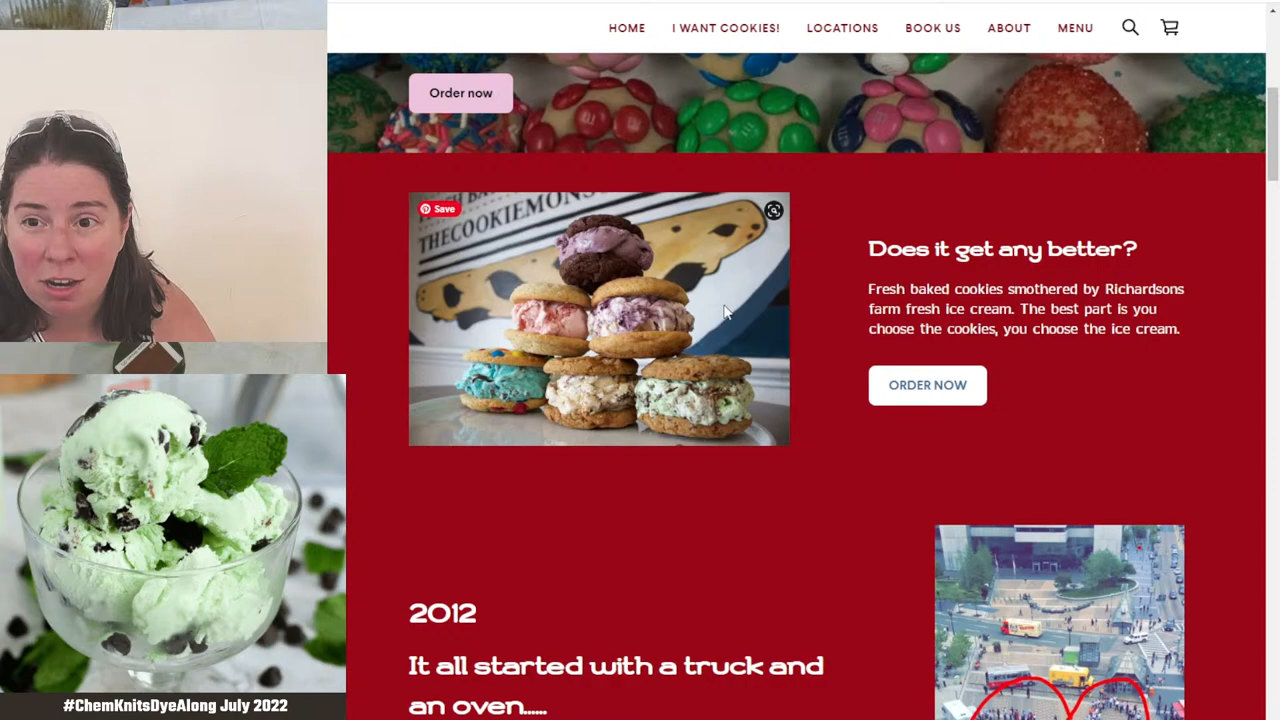 HOME I WANT COOKIES! LOCATIONS BOOK US ABOUT MENU
Order now
Save
THECOOKIEMONS
Does it get any better?
Fresh baked cookies smothered by Richardsons
farm fresh ice cream. The best part is you
choose the cookies, you choose the ice cream.
ORDER NOW
2012
It all started with a truck and
an oven......
#ChemKnitsDyeAlong July 2022